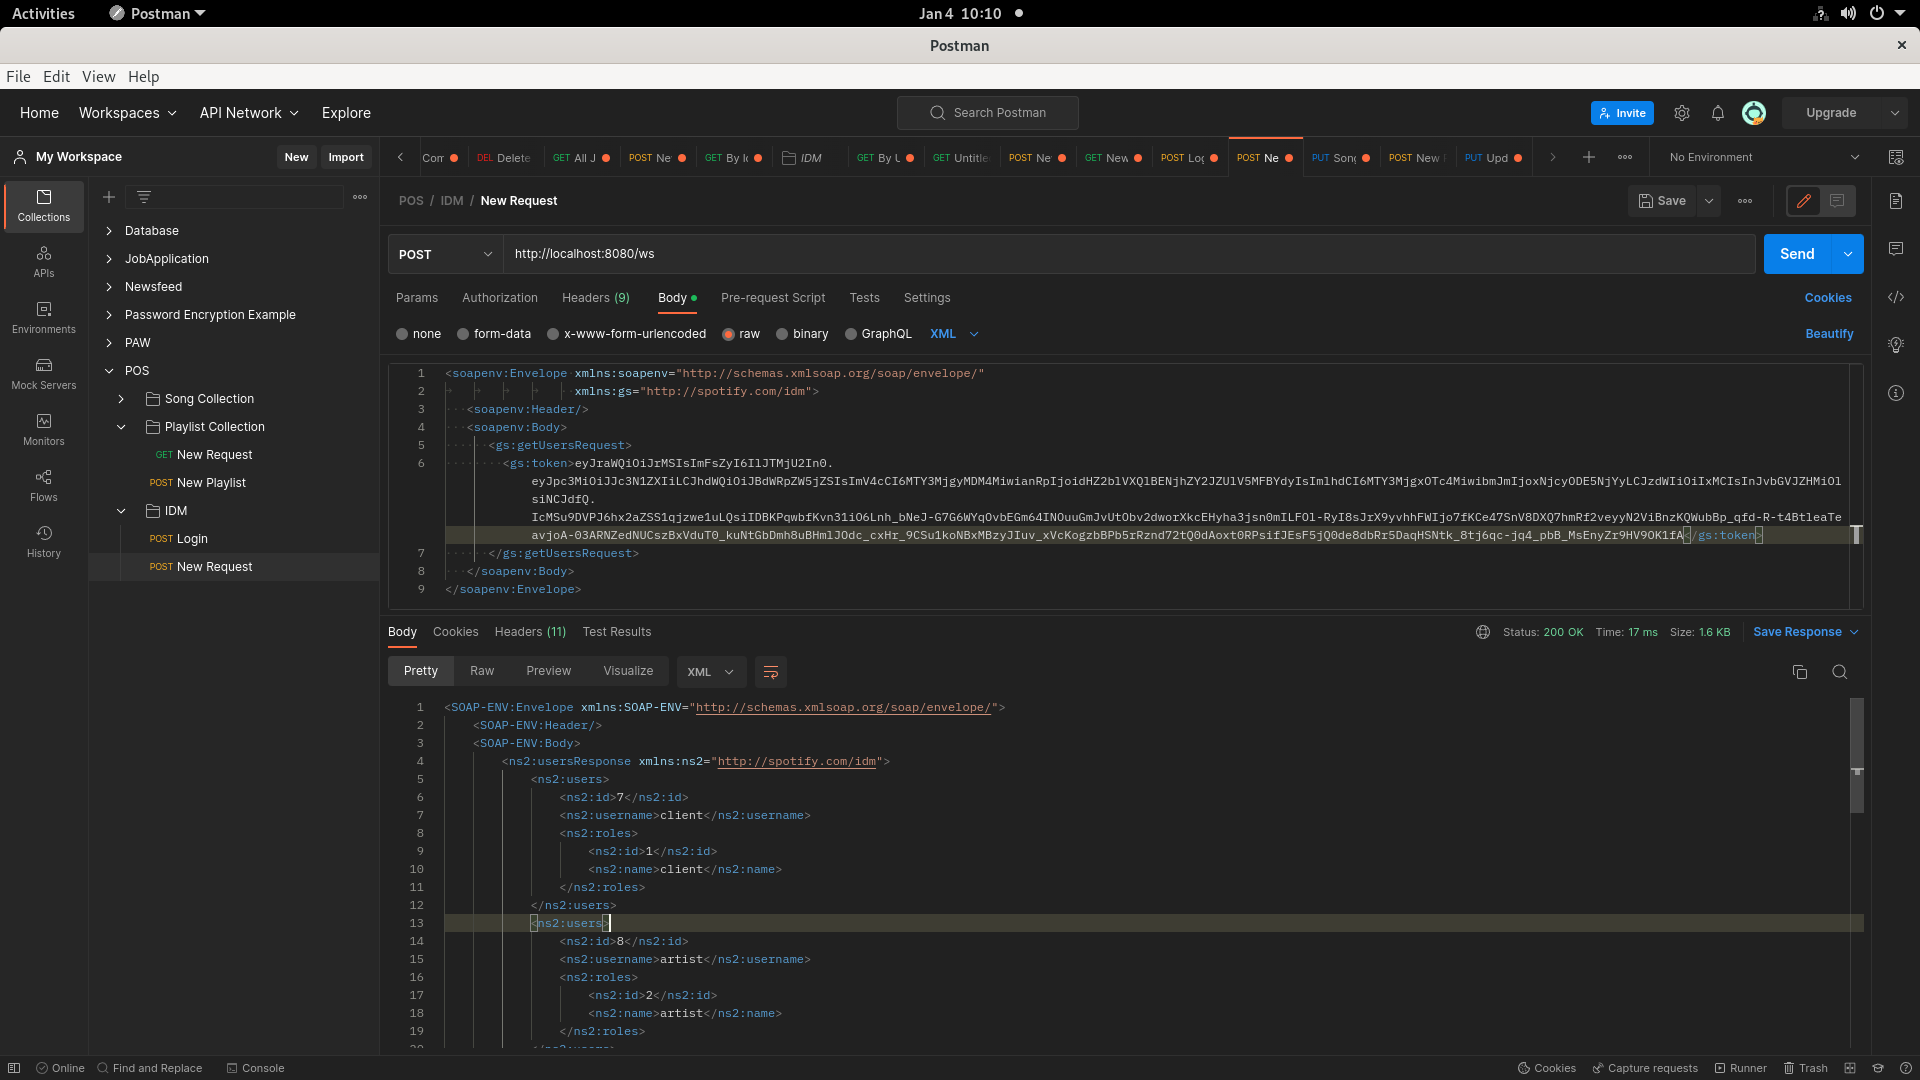 Activities Postman Jan 4 10:10
Postman
File Edit View Help
Home Workspaces API Network Explore Search Postman Invite Upgrade
My Workspace New Import
Com DEL Delete GET All J POST Ne GET By Ic IDM GET By U GET Untitle POST Ne GET New POST Log POST Ne PUT Song POST New PUT Upd No Environment
Collections
APIs
Environments
Mock Servers
Monitors
Flows
History
Database
JobApplication
Newsfeed
Password Encryption Example
PAW
POS
Song Collection
Playlist Collection
GET New Request
POST New Playlist
IDM
POST Login
POST New Request
POS / IDM / New Request Save
POST http://localhost:8080/ws Send
Params Authorization Headers (9) Body Pre-request Script Tests Settings Cookies
none form-data x-www-form-urlencoded raw binary GraphQL XML Beautify
1 <soapenv:Envelope xmlns:soapenv="http://schemas.xmlsoap.org/soap/envelope/"
2 xmlns:gs="http://spotify.com/idm">
3 <soapenv:Header/>
4 <soapenv:Body>
5 <gs:getUsersRequest>
6 <gs:token>
</gs:token>
7 </gs:getUsersRequest>
8 </soapenv:Body>
9 </soapenv:Envelope>
Body Cookies Headers (11) Test Results Status: 200 OK Time: 17 ms Size: 1.6 KB Save Response
Pretty Raw Preview Visualize XML
1 <SOAP-ENV:Envelope xmlns:SOAP-ENV="http://schemas.xmlsoap.org/soap/envelope/">
2 <SOAP-ENV:Header/>
3 <SOAP-ENV:Body>
4 <ns2:usersResponse xmlns:ns2="http://spotify.com/idm">
5 <ns2:users>
6 <ns2:id>7</ns2:id>
7 <ns2:username>client</ns2:username>
8 <ns2:roles>
9 <ns2:id>1</ns2:id>
10 <ns2:name>client</ns2:name>
11 </ns2:roles>
12 </ns2:users>
13 <ns2:users>
14 <ns2:id>8</ns2:id>
15 <ns2:username>artist</ns2:username>
16 <ns2:roles>
17 <ns2:id>2</ns2:id>
18 <ns2:name>artist</ns2:name>
19 </ns2:roles>
Online Find and Replace Console Cookies Capture requests Runner Trash